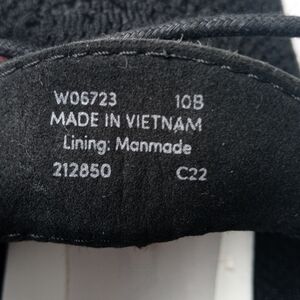 W06723 10B
MADE IN VIETNAM
Lining: Manmade
212850 C22